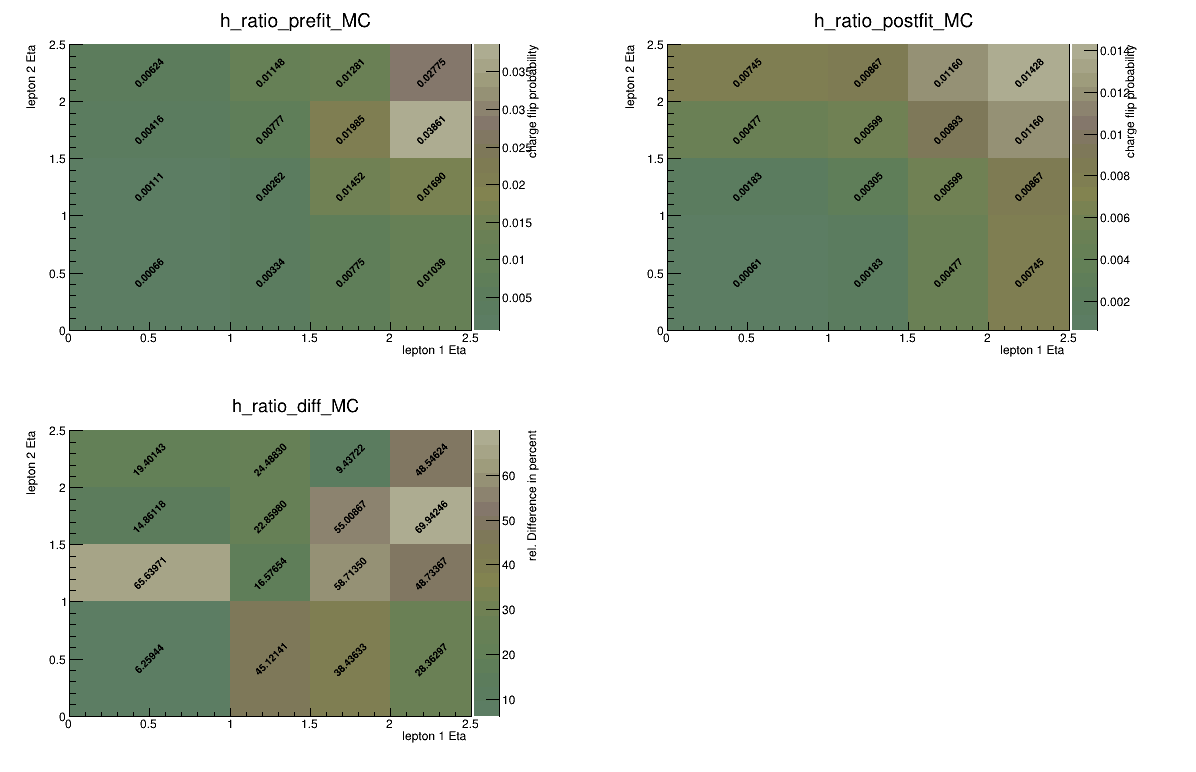 h_ratio_prefit_MC
lepton 2 Eta
2.5
2
1.5
1
0.5
0
0.00624 0.01148 0.01281 0.02775
0.00416 0.00777 0.01985 0.03861
0.00111 0.00262 0.01452 0.01690
0.00066 0.00334 0.00775 0.01039
0 0.5 1 1.5 2 2.5
lepton 1 Eta
0.035
0.03
0.025
0.02
0.015
0.01
0.005
charge flip probability
h_ratio_postfit_MC
lepton 2 Eta
2.5
2
1.5
1
0.5
0
0.00745 0.00867 0.01160 0.01428
0.00477 0.00599 0.00893 0.01160
0.00183 0.00305 0.00599 0.00867
0.00061 0.00183 0.00477 0.00745
0 0.5 1 1.5 2 2.5
lepton 1 Eta
0.014
0.012
0.01
0.008
0.006
0.004
0.002
charge flip probability
h_ratio_diff_MC
lepton 2 Eta
2.5
2
1.5
1
0.5
0
19.40143 24.48830 9.43722 48.54624
14.86118 22.85980 55.00867 69.94246
65.63971 16.57654 58.71350 48.73367
6.25944 45.12141 38.43633 28.36297
0 0.5 1 1.5 2 2.5
lepton 1 Eta
60
50
40
30
20
10
rel. Difference in percent